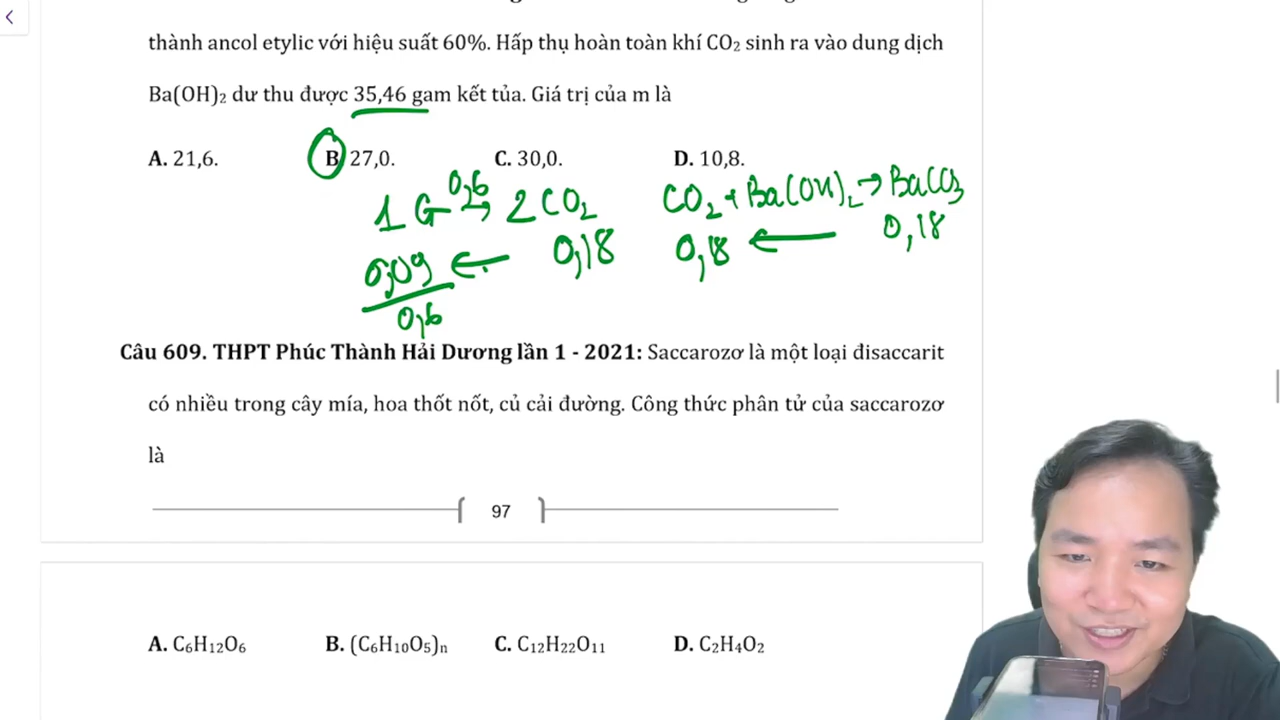 thành ancol etylic với hiệu suất 60%. Hấp thụ hoàn toàn khí CO₂ sinh ra vào dung dịch
Ba(OH)₂ dư thu được 35,46 gam kết tủa. Giá trị của m là
A. 21,6. B. 27,0. C. 30,0. D. 10,8.
1 G 0,6 → 2 CO₂ CO₂ + Ba(OH)₂ → BaCO₃
0,09 ← 0,18 0,18 ← 0,18
0,6
Câu 609. THPT Phúc Thành Hải Dương lần 1 - 2021: Saccarozơ là một loại đisaccarit
có nhiều trong cây mía, hoa thốt nốt, củ cải đường. Công thức phân tử của saccarozơ
là
97
A. C₆H₁₂O₆ B. (C₆H₁₀O₅)ₙ C. C₁₂H₂₂O₁₁ D. C₂H₄O₂